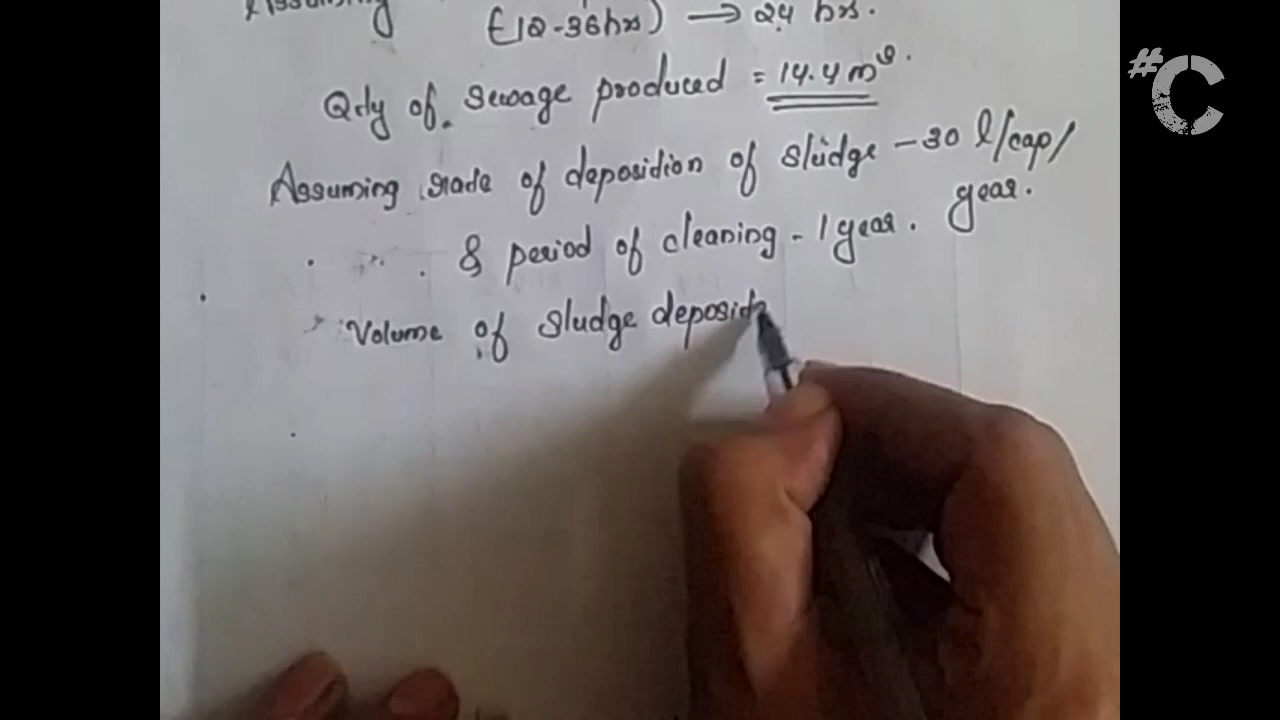 Assuming
(12-36hrs) → 24 hrs.
Qty of sewage produced = 14.4 m³.
Assuming rate of deposition of sludge - 30 l/cap/
year.
& period of cleaning - 1 year.
Volume of sludge deposit
#C